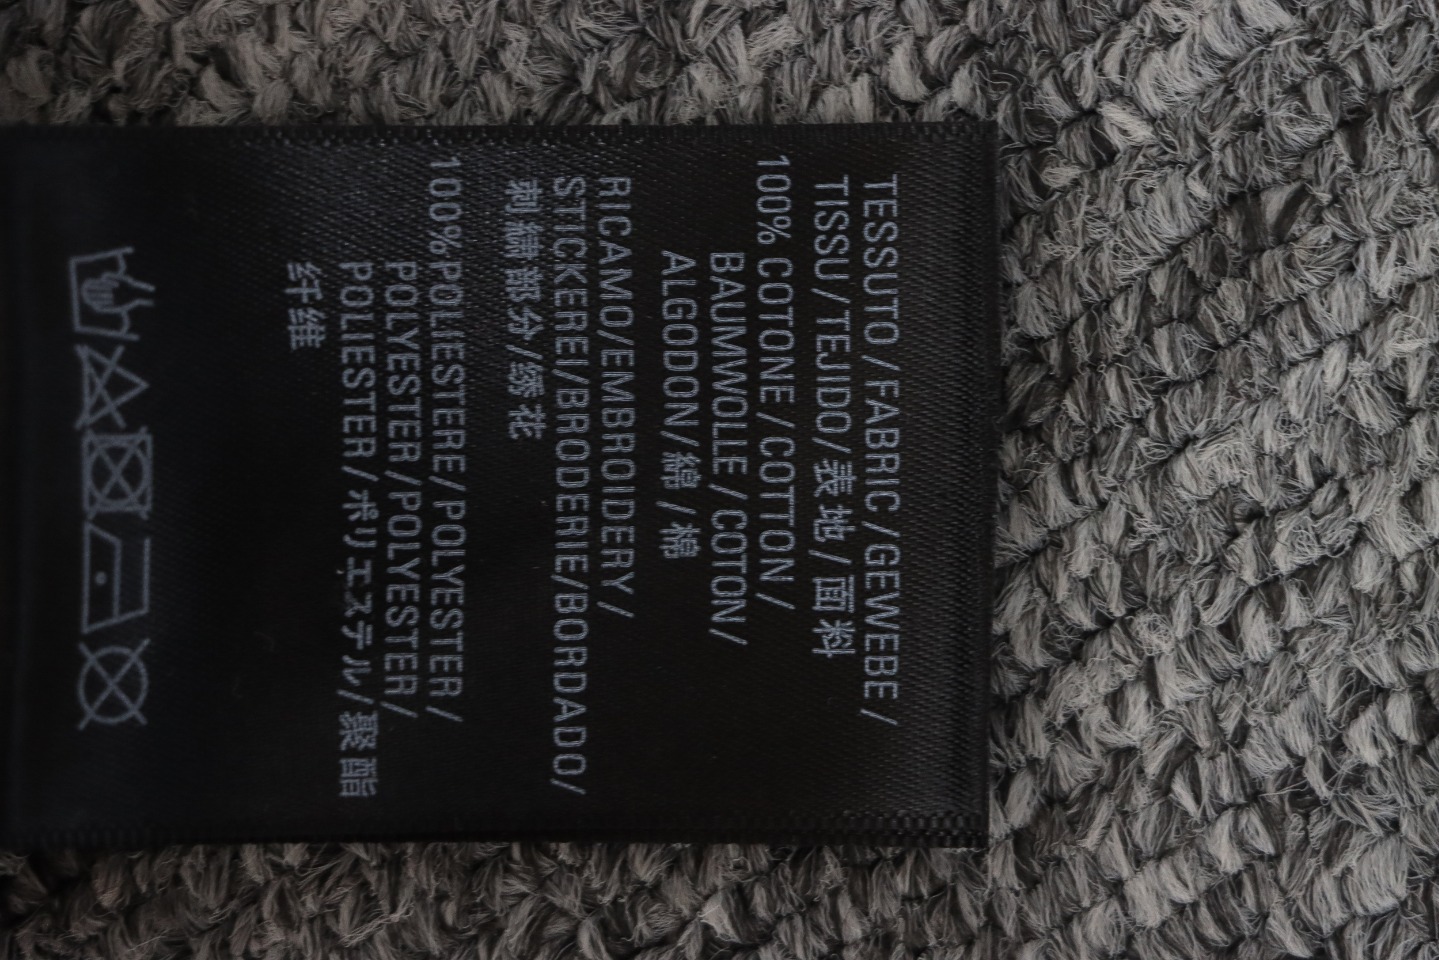 TESSUTO / FABRIC / GEWEBE /
TISSU / TEJIDO / 表地 / 面料
100% COTONE / COTTON /
BAUMWOLLE / COTON /
ALGODON / 綿 / 棉
RICAMO/EMBROIDERY /
STICKEREI/BRODERIE/BORDADO/
刺繍部分/绣花
100%POLIESTERE/POLYESTER /
POLYESTER /POLYESTER /
POLIESTER / ポリエステル/ 聚酯
纤维